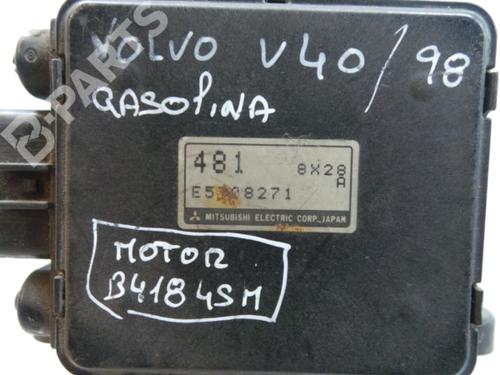 VOLVO V40/98
GASOLINA
481 8X28
A
MITSUBISHI ELECTRIC CORP., JAPAN
MOTOR
B4184SM
B-PARTS